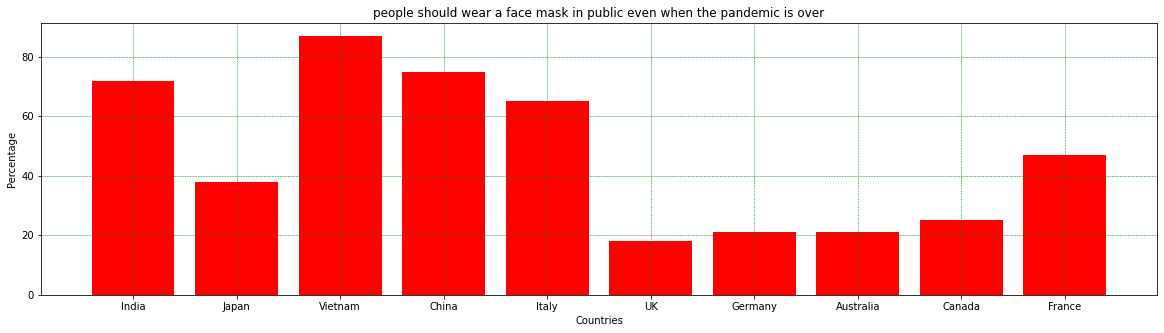 people should wear a face mask in public even when the pandemic is over
Percentage
80
60
40
20
0
India Japan Vietnam China Italy UK Germany Australia Canada France
Countries